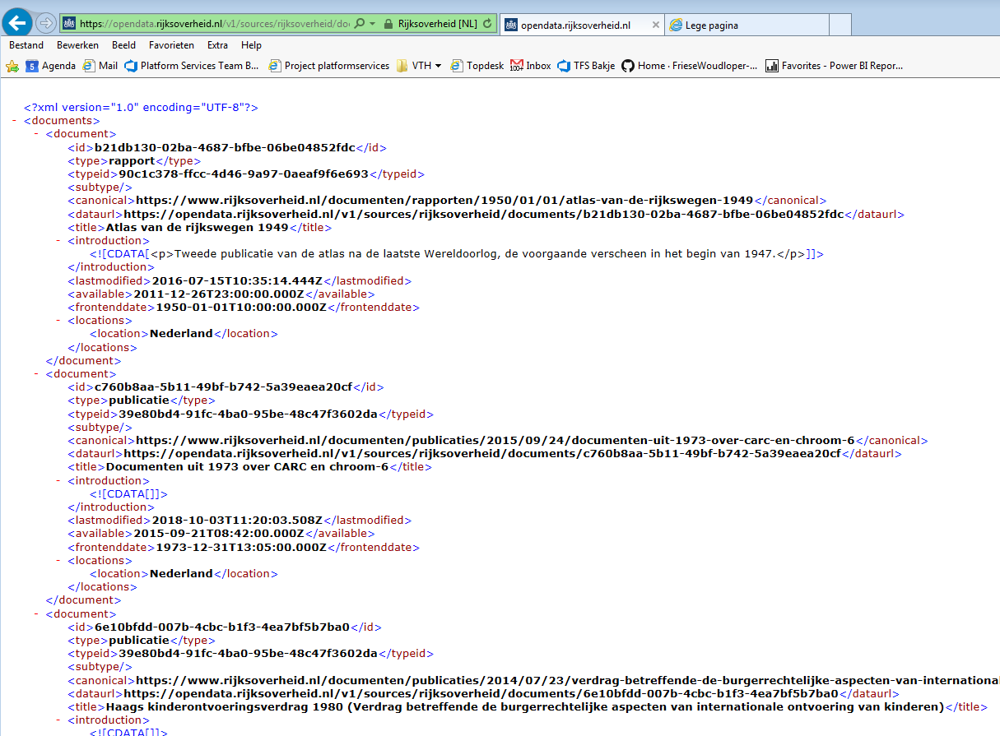 https://opendata.rijksoverheid.nl/v1/sources/rijksoverheid/do Rijksoverheid [NL] opendata.rijksoverheid.nl Lege pagina
Bestand Bewerken Beeld Favorieten Extra Help
5 Agenda Mail Platform Services Team B... Project platformservices VTH Topdesk 100+ Inbox TFS Bakje Home · FrieseWoudloper-... Favorites - Power BI Repor...
<?xml version="1.0" encoding="UTF-8"?>
- <documents>
- <document>
<id>b21db130-02ba-4687-bfbe-06be04852fdc</id>
<type>rapport</type>
<typeid>90c1c378-ffcc-4d46-9a97-0aeaf9f6e693</typeid>
<subtype/>
<canonical>https://www.rijksoverheid.nl/documenten/rapporten/1950/01/01/atlas-van-de-rijkswegen-1949</canonical>
<dataurl>https://opendata.rijksoverheid.nl/v1/sources/rijksoverheid/documents/b21db130-02ba-4687-bfbe-06be04852fdc</dataurl>
<title>Atlas van de rijkswegen 1949</title>
- <introduction>
<![CDATA[<p>Tweede publicatie van de atlas na de laatste Wereldoorlog, de voorgaande verscheen in het begin van 1947.</p>]]>
</introduction>
<lastmodified>2016-07-15T10:35:14.444Z</lastmodified>
<available>2011-12-26T23:00:00.000Z</available>
<frontenddate>1950-01-01T10:00:00.000Z</frontenddate>
- <locations>
<location>Nederland</location>
</locations>
</document>
- <document>
<id>c760b8aa-5b11-49bf-b742-5a39eaea20cf</id>
<type>publicatie</type>
<typeid>39e80bd4-91fc-4ba0-95be-48c47f3602da</typeid>
<subtype/>
<canonical>https://www.rijksoverheid.nl/documenten/publicaties/2015/09/24/documenten-uit-1973-over-carc-en-chroom-6</canonical>
<dataurl>https://opendata.rijksoverheid.nl/v1/sources/rijksoverheid/documents/c760b8aa-5b11-49bf-b742-5a39eaea20cf</dataurl>
<title>Documenten uit 1973 over CARC en chroom-6</title>
- <introduction>
<![CDATA[]]>
</introduction>
<lastmodified>2018-10-03T11:20:03.508Z</lastmodified>
<available>2015-09-21T08:42:00.000Z</available>
<frontenddate>1973-12-31T13:05:00.000Z</frontenddate>
- <locations>
<location>Nederland</location>
</locations>
</document>
- <document>
<id>6e10bfdd-007b-4cbc-b1f3-4ea7bf5b7ba0</id>
<type>publicatie</type>
<typeid>39e80bd4-91fc-4ba0-95be-48c47f3602da</typeid>
<subtype/>
<canonical>https://www.rijksoverheid.nl/documenten/publicaties/2014/07/23/verdrag-betreffende-de-burgerrechtelijke-aspecten-van-internationa
<dataurl>https://opendata.rijksoverheid.nl/v1/sources/rijksoverheid/documents/6e10bfdd-007b-4cbc-b1f3-4ea7bf5b7ba0</dataurl>
<title>Haags kinderontvoeringsverdrag 1980 (Verdrag betreffende de burgerrechtelijke aspecten van internationale ontvoering van kinderen)</title>
- <introduction>
<![CDATA[]]>